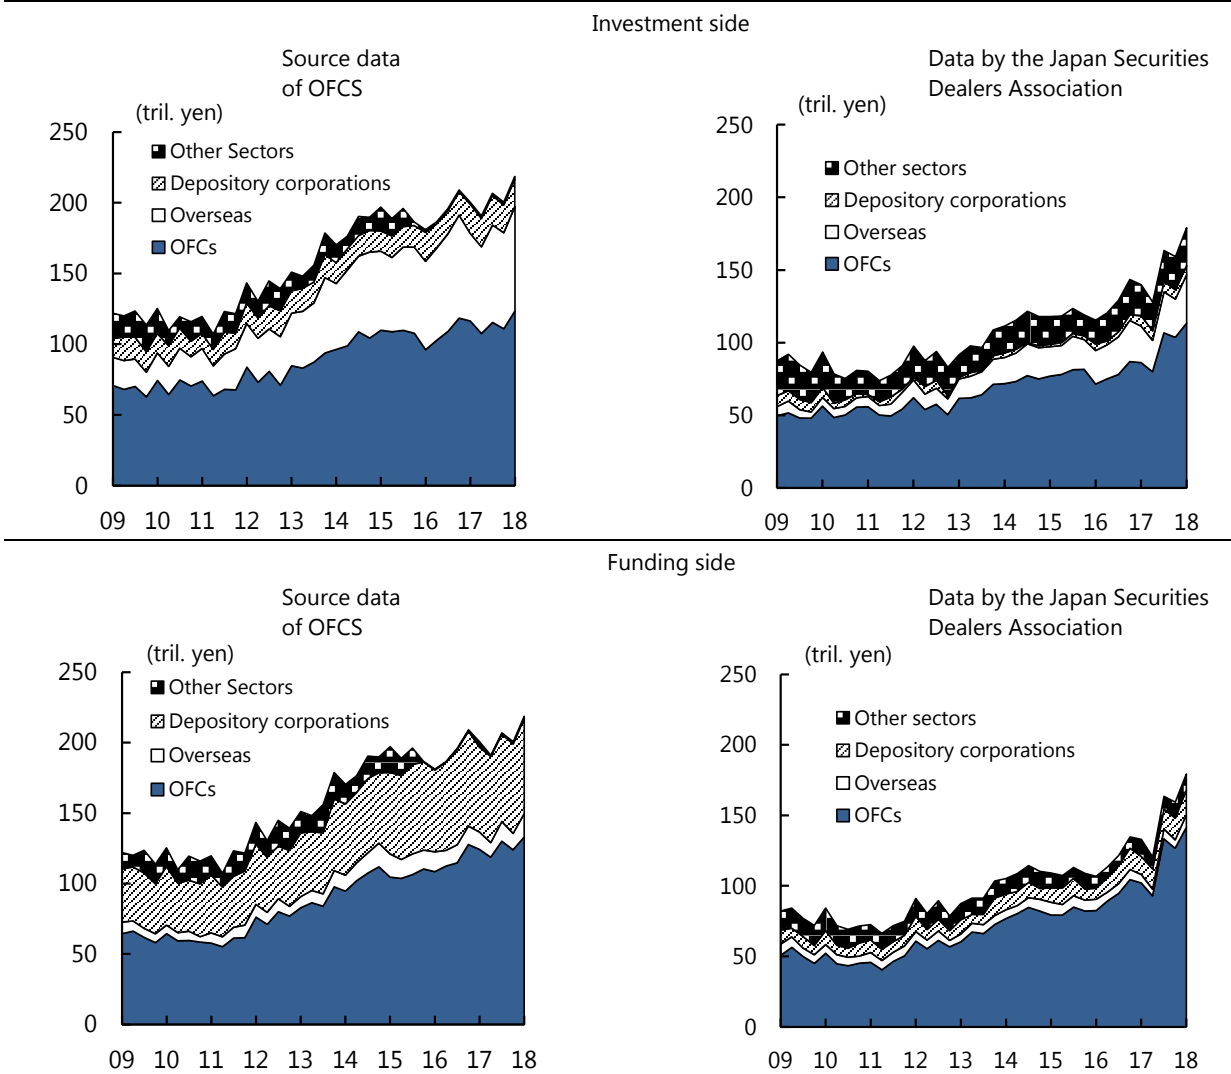 Investment side
Source data
of OFCS
(tril. yen)
250
200
150
100
50
0
Other Sectors
Depository corporations
Overseas
OFCs
09 10 11 12 13 14 15 16 17 18
Data by the Japan Securities
Dealers Association
(tril. yen)
250
200
150
100
50
0
Other sectors
Depository corporations
Overseas
OFCs
09 10 11 12 13 14 15 16 17 18
Funding side
Source data
of OFCS
(tril. yen)
250
200
150
100
50
0
Other Sectors
Depository corporations
Overseas
OFCs
09 10 11 12 13 14 15 16 17 18
Data by the Japan Securities
Dealers Association
(tril. yen)
250
200
150
100
50
0
Other sectors
Depository corporations
Overseas
OFCs
09 10 11 12 13 14 15 16 17 18